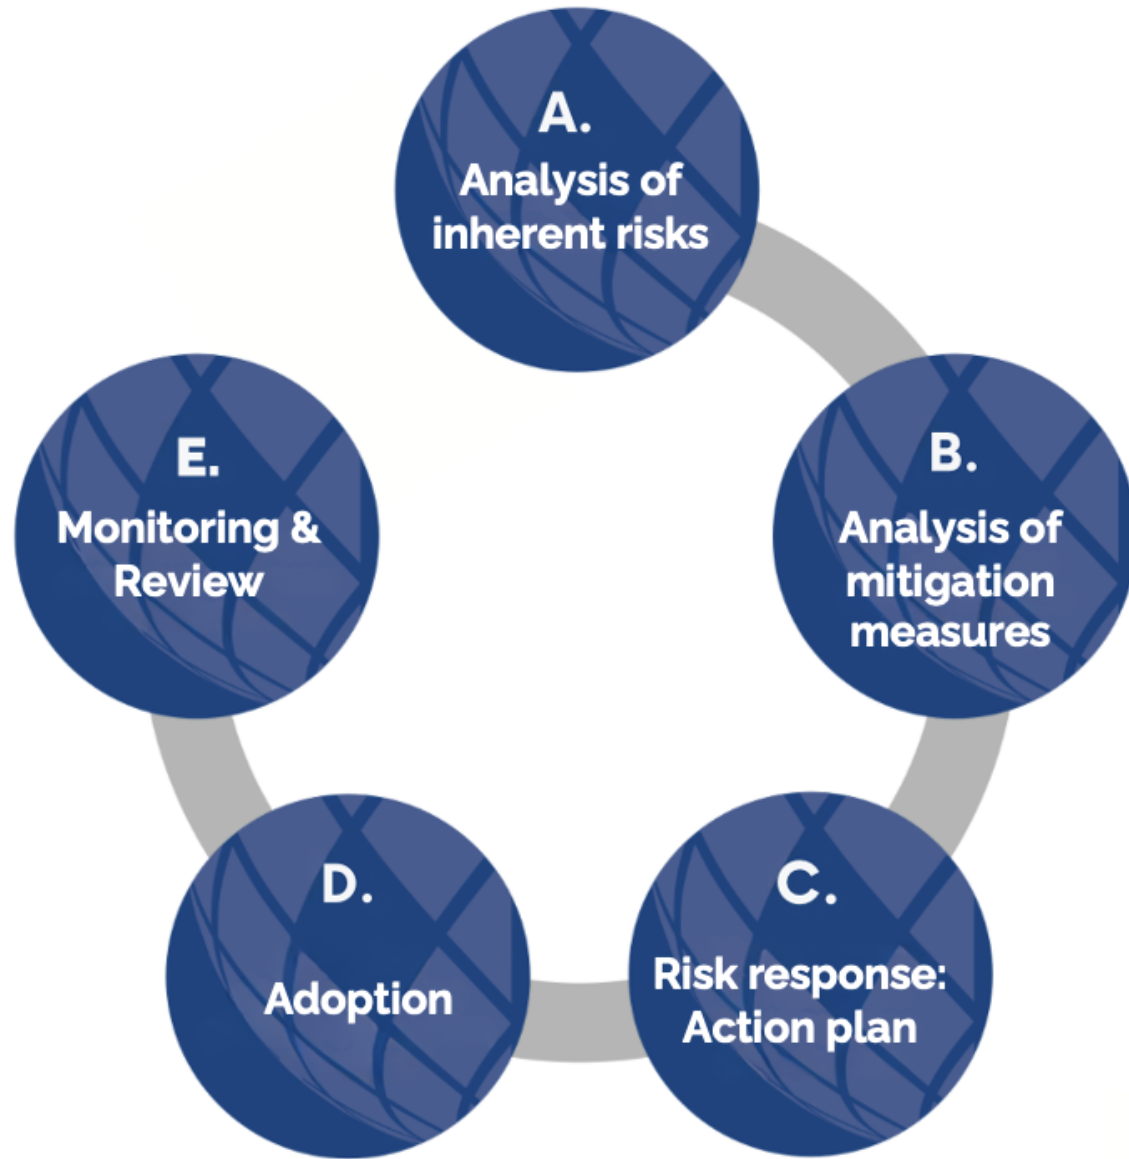 A.
Analysis of
inherent risks
B.
Analysis of
mitigation
measures
C.
Risk response:
Action plan
D.
Adoption
E.
Monitoring &
Review